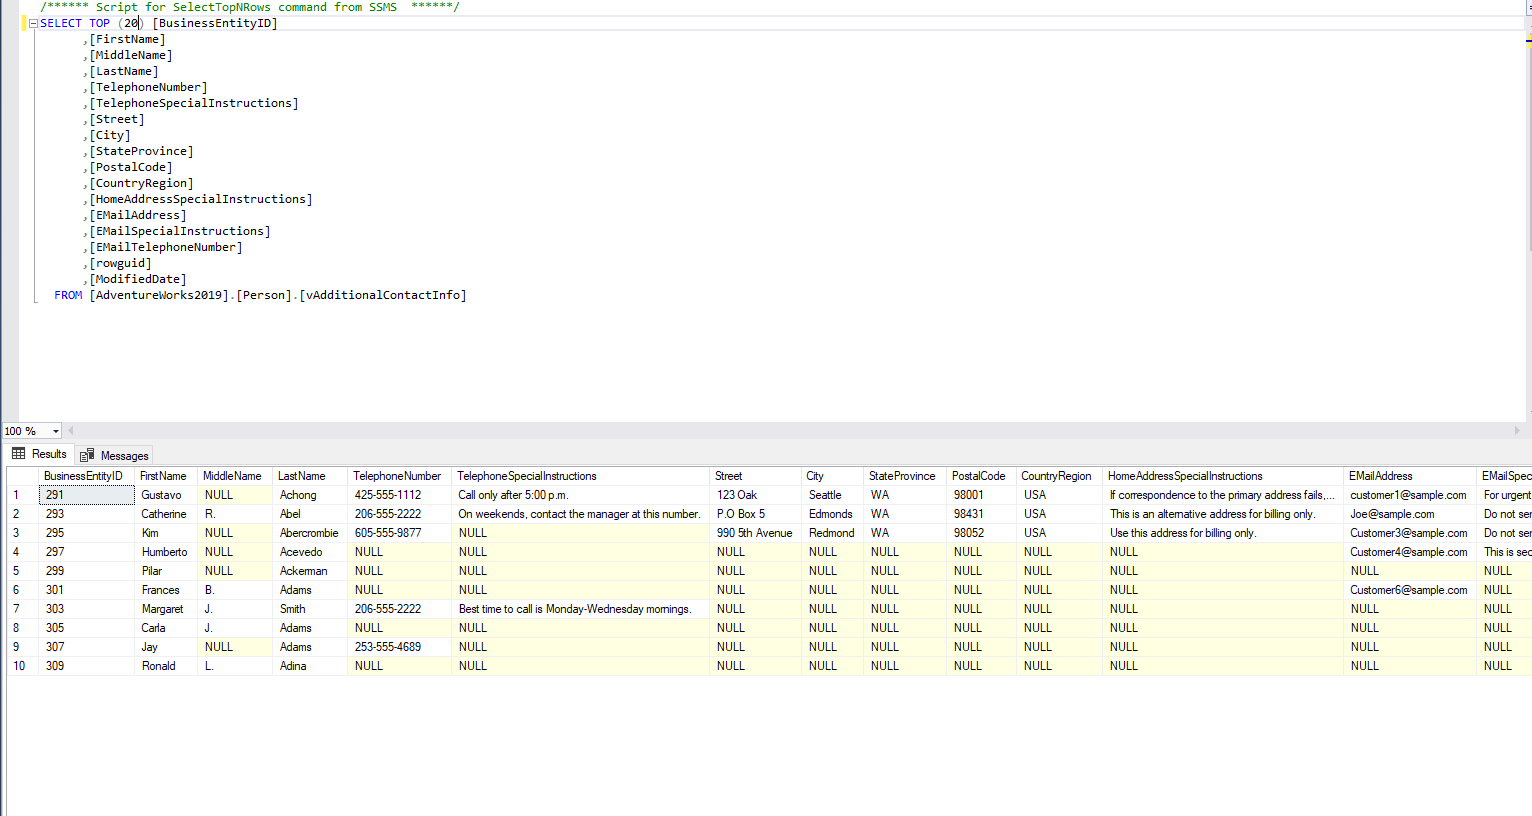 /****** Script for SelectTopNRows command from SSMS  ******/
SELECT TOP (20) [BusinessEntityID]
,[FirstName]
,[MiddleName]
,[LastName]
,[TelephoneNumber]
,[TelephoneSpecialInstructions]
,[Street]
,[City]
,[StateProvince]
,[PostalCode]
,[CountryRegion]
,[HomeAddressSpecialInstructions]
,[EMailAddress]
,[EMailSpecialInstructions]
,[EMailTelephoneNumber]
,[rowguid]
,[ModifiedDate]
FROM [AdventureWorks2019].[Person].[vAdditionalContactInfo]
100 %
Results Messages
BusinessEntityID FirstName MiddleName LastName TelephoneNumber TelephoneSpecialInstructions Street City StateProvince PostalCode CountryRegion HomeAddressSpecialInstructions EMailAddress EMailSpec
1 291 Gustavo NULL Achong 425-555-1112 Call only after 5:00 p.m. 123 Oak Seattle WA 98001 USA If correspondence to the primary address fails,... customer1@sample.com For urgent
2 293 Catherine R. Abel 206-555-2222 On weekends, contact the manager at this number. P.O Box 5 Edmonds WA 98431 USA This is an alternative address for billing only. Joe@sample.com Do not ser
3 295 Kim NULL Abercrombie 605-555-9877 NULL 990 5th Avenue Redmond WA 98052 USA Use this address for billing only. Customer3@sample.com Do not ser
4 297 Humberto NULL Acevedo NULL NULL NULL NULL NULL NULL NULL NULL Customer4@sample.com This is sec
5 299 Pilar NULL Ackerman NULL NULL NULL NULL NULL NULL NULL NULL NULL NULL
6 301 Frances B. Adams NULL NULL NULL NULL NULL NULL NULL NULL Customer6@sample.com NULL
7 303 Margaret J. Smith 206-555-2222 Best time to call is Monday-Wednesday mornings. NULL NULL NULL NULL NULL NULL NULL NULL
8 305 Carla J. Adams NULL NULL NULL NULL NULL NULL NULL NULL NULL NULL
9 307 Jay NULL Adams 253-555-4689 NULL NULL NULL NULL NULL NULL NULL NULL NULL
10 309 Ronald L. Adina NULL NULL NULL NULL NULL NULL NULL NULL NULL NULL